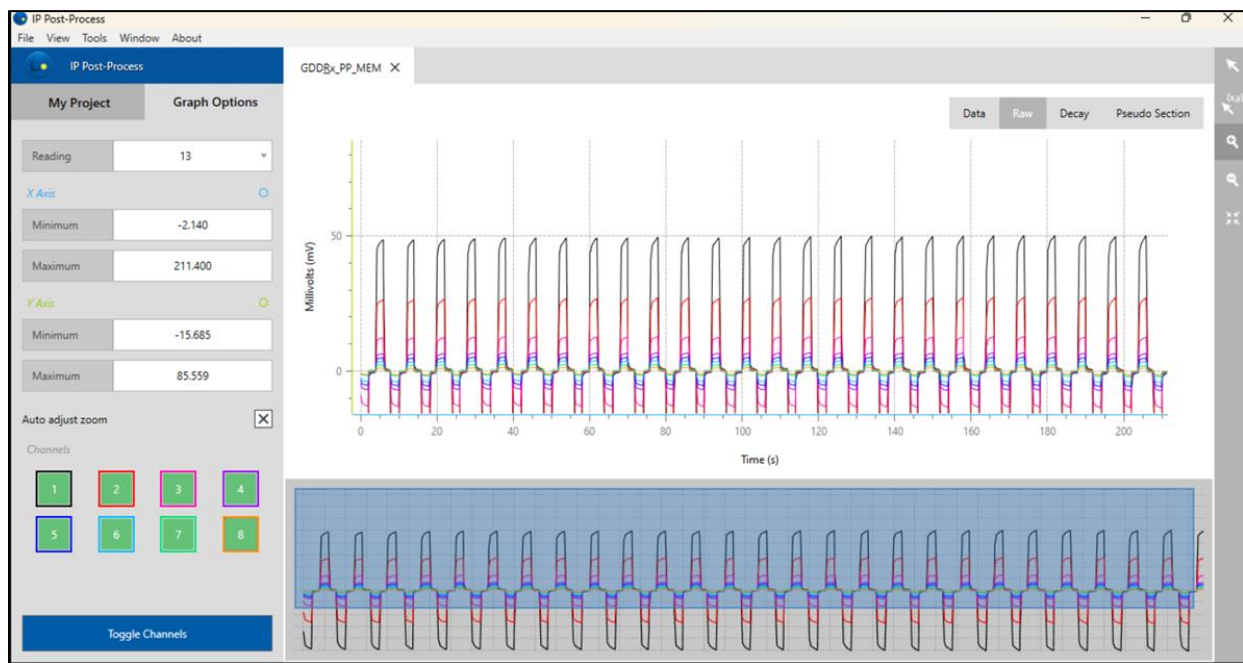 IP Post-Process
File View Tools Window About
IP Post-Process
My Project Graph Options
Reading 13
X Axis
Minimum -2.140
Maximum 211.400
Y Axis
Minimum -15.685
Maximum 85.559
Auto adjust zoom
Channels
1 2 3 4
5 6 7 8
Toggle Channels
GDDRx_PP_MEM
Data Raw Decay Pseudo Section
50
Millivolts (mV)
0
0 20 40 60 80 100 120 140 160 180 200
Time (s)
(x,y)